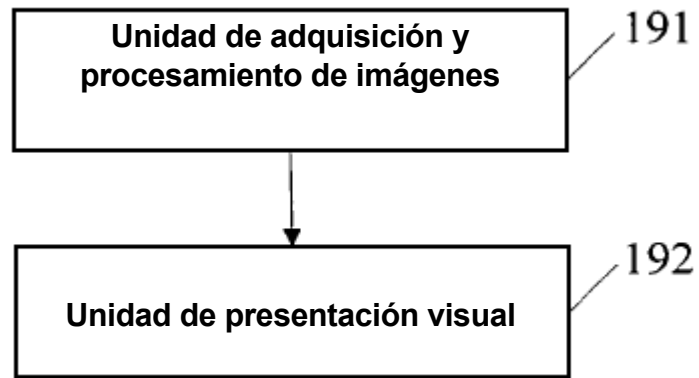 Unidad de adquisición y
procesamiento de imágenes
191
Unidad de presentación visual
192